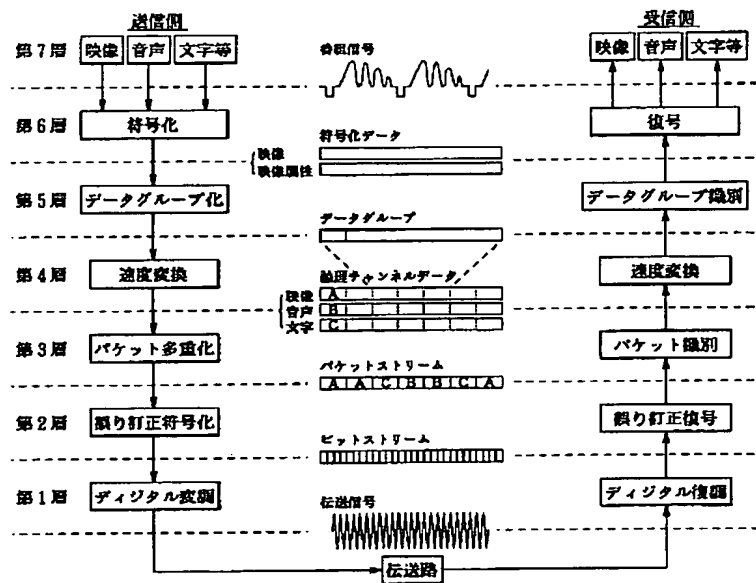 送信側
受信側
第7層 映像 音声 文字等 番組信号 映像 音声 文字等
第6層 符号化 符号化データ 復号
映像
映像属性
第5層 データグループ化 データグループ データグループ識別
第4層 速度変換 論理チャンネルデータ 速度変換
映像 A
音声 B
文字 C
第3層 パケット多重化 パケットストリーム パケット識別
A A C B B C A
第2層 誤り訂正符号化 ビットストリーム 誤り訂正復号
第1層 ディジタル変調 伝送信号 ディジタル復調
伝送路